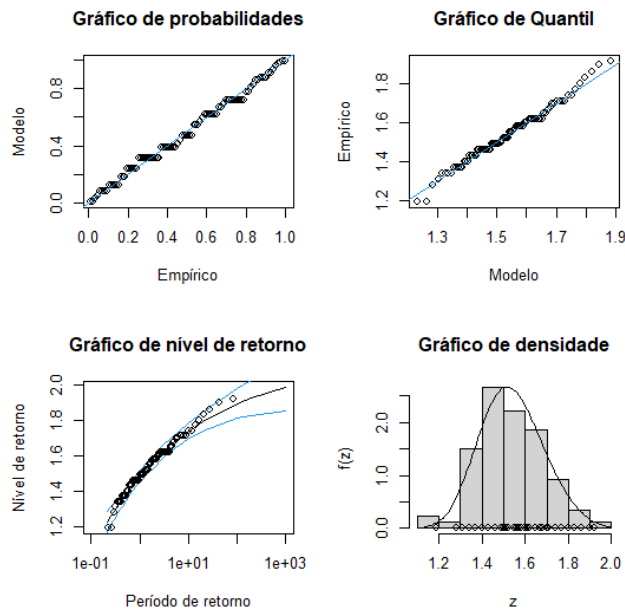 Gráfico de probabilidades
Modelo
0.0 0.4 0.8
0.0 0.2 0.4 0.6 0.8 1.0
Empírico
Gráfico de Quantil
Empírico
1.2 1.4 1.6 1.8
1.3 1.5 1.7 1.9
Modelo
Gráfico de nível de retorno
Nível de retorno
1.2 1.4 1.6 1.8 2.0
1e-01 1e+01 1e+03
Período de retorno
Gráfico de densidade
f(z)
0.0 1.0 2.0
1.2 1.4 1.6 1.8 2.0
z